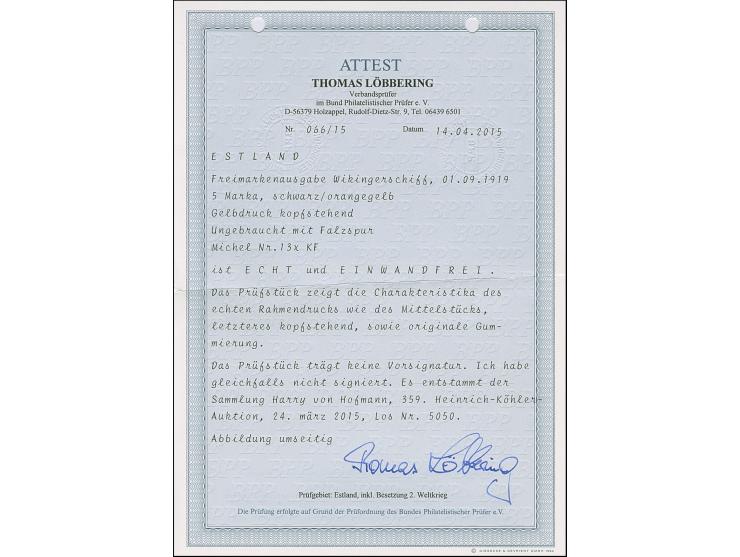 ATTEST
THOMAS LÖBBERING
Verbandsprüfer
im Bund Philatelistischer Prüfer e. V.
D-56379 Holzappel, Rudolf-Dietz-Str. 9, Tel. 06439 6501
Nr. 066/15 Datum 14.04.2015
ESTLAND
Freimarkenausgabe Wikingerschiff, 01.09.1919
5 Marka, schwarz/orangegelb
Gelbdruck kopfstehend
Ungebraucht mit Falzspur
Michel Nr.13x KF
ist ECHT und EINWANDFREI.
Das Prüfstück zeigt die Charakteristika des
echten Rahmendrucks wie des Mittelstücks,
letzteres kopfstehend, sowie originale Gum-
mierung.
Das Prüfstück trägt keine Vorsignatur. Ich habe
gleichfalls nicht signiert. Es entstammt der
Sammlung Harry von Hofmann, 359. Heinrich-Köhler-
Auktion, 24. märz 2015, Los Nr. 5050.
Abbildung umseitig
Thomas Löbbering
Prüfgebiet: Estland, inkl. Besetzung 2. Weltkrieg
Die Prüfung erfolgte auf Grund der Prüfordnung des Bundes Philatelistischer Prüfer e.V.